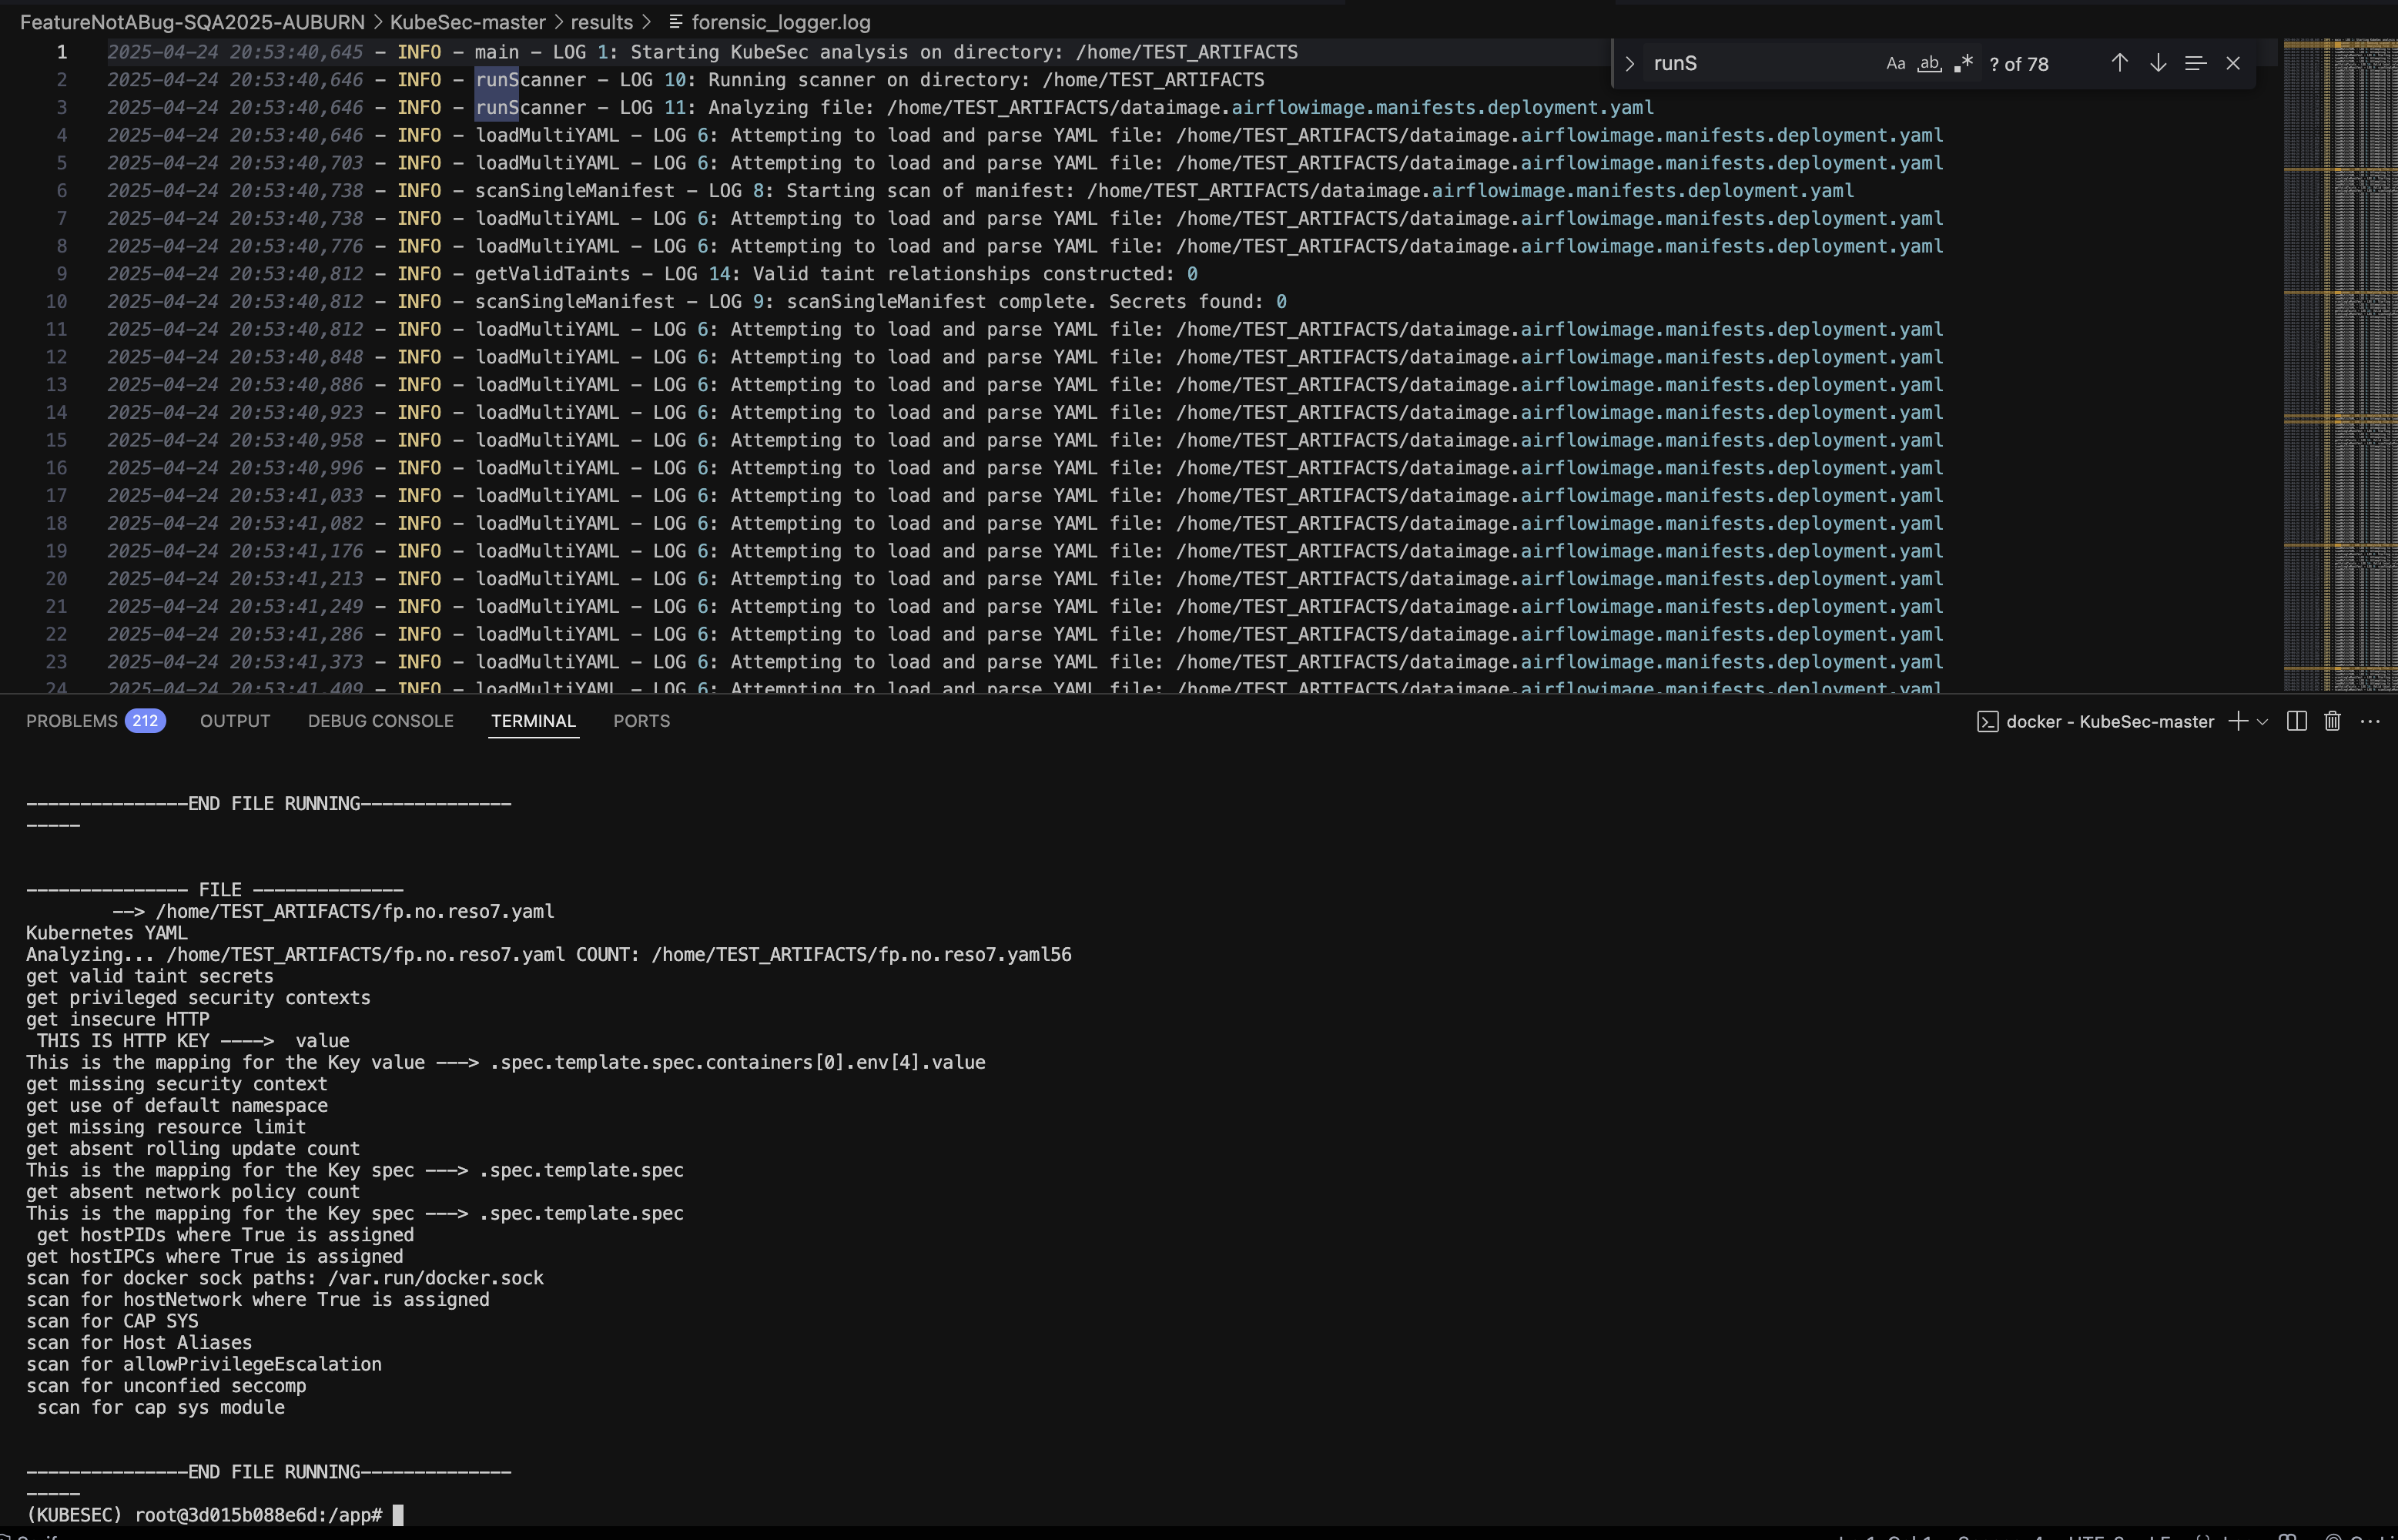 FeatureNotABug-SQA2025-AUBURN > KubeSec-master > results > forensic_logger.log
runS Aa ab .* ? of 78
1 2025-04-24 20:53:40,645 - INFO - main - LOG 1: Starting KubeSec analysis on directory: /home/TEST_ARTIFACTS
2 2025-04-24 20:53:40,646 - INFO - runScanner - LOG 10: Running scanner on directory: /home/TEST_ARTIFACTS
3 2025-04-24 20:53:40,646 - INFO - runScanner - LOG 11: Analyzing file: /home/TEST_ARTIFACTS/dataimage.airflowimage.manifests.deployment.yaml
4 2025-04-24 20:53:40,646 - INFO - loadMultiYAML - LOG 6: Attempting to load and parse YAML file: /home/TEST_ARTIFACTS/dataimage.airflowimage.manifests.deployment.yaml
5 2025-04-24 20:53:40,703 - INFO - loadMultiYAML - LOG 6: Attempting to load and parse YAML file: /home/TEST_ARTIFACTS/dataimage.airflowimage.manifests.deployment.yaml
6 2025-04-24 20:53:40,738 - INFO - scanSingleManifest - LOG 8: Starting scan of manifest: /home/TEST_ARTIFACTS/dataimage.airflowimage.manifests.deployment.yaml
7 2025-04-24 20:53:40,738 - INFO - loadMultiYAML - LOG 6: Attempting to load and parse YAML file: /home/TEST_ARTIFACTS/dataimage.airflowimage.manifests.deployment.yaml
8 2025-04-24 20:53:40,776 - INFO - loadMultiYAML - LOG 6: Attempting to load and parse YAML file: /home/TEST_ARTIFACTS/dataimage.airflowimage.manifests.deployment.yaml
9 2025-04-24 20:53:40,812 - INFO - getValidTaints - LOG 14: Valid taint relationships constructed: 0
10 2025-04-24 20:53:40,812 - INFO - scanSingleManifest - LOG 9: scanSingleManifest complete. Secrets found: 0
11 2025-04-24 20:53:40,812 - INFO - loadMultiYAML - LOG 6: Attempting to load and parse YAML file: /home/TEST_ARTIFACTS/dataimage.airflowimage.manifests.deployment.yaml
12 2025-04-24 20:53:40,848 - INFO - loadMultiYAML - LOG 6: Attempting to load and parse YAML file: /home/TEST_ARTIFACTS/dataimage.airflowimage.manifests.deployment.yaml
13 2025-04-24 20:53:40,886 - INFO - loadMultiYAML - LOG 6: Attempting to load and parse YAML file: /home/TEST_ARTIFACTS/dataimage.airflowimage.manifests.deployment.yaml
14 2025-04-24 20:53:40,923 - INFO - loadMultiYAML - LOG 6: Attempting to load and parse YAML file: /home/TEST_ARTIFACTS/dataimage.airflowimage.manifests.deployment.yaml
15 2025-04-24 20:53:40,958 - INFO - loadMultiYAML - LOG 6: Attempting to load and parse YAML file: /home/TEST_ARTIFACTS/dataimage.airflowimage.manifests.deployment.yaml
16 2025-04-24 20:53:40,996 - INFO - loadMultiYAML - LOG 6: Attempting to load and parse YAML file: /home/TEST_ARTIFACTS/dataimage.airflowimage.manifests.deployment.yaml
17 2025-04-24 20:53:41,033 - INFO - loadMultiYAML - LOG 6: Attempting to load and parse YAML file: /home/TEST_ARTIFACTS/dataimage.airflowimage.manifests.deployment.yaml
18 2025-04-24 20:53:41,082 - INFO - loadMultiYAML - LOG 6: Attempting to load and parse YAML file: /home/TEST_ARTIFACTS/dataimage.airflowimage.manifests.deployment.yaml
19 2025-04-24 20:53:41,176 - INFO - loadMultiYAML - LOG 6: Attempting to load and parse YAML file: /home/TEST_ARTIFACTS/dataimage.airflowimage.manifests.deployment.yaml
20 2025-04-24 20:53:41,213 - INFO - loadMultiYAML - LOG 6: Attempting to load and parse YAML file: /home/TEST_ARTIFACTS/dataimage.airflowimage.manifests.deployment.yaml
21 2025-04-24 20:53:41,249 - INFO - loadMultiYAML - LOG 6: Attempting to load and parse YAML file: /home/TEST_ARTIFACTS/dataimage.airflowimage.manifests.deployment.yaml
22 2025-04-24 20:53:41,286 - INFO - loadMultiYAML - LOG 6: Attempting to load and parse YAML file: /home/TEST_ARTIFACTS/dataimage.airflowimage.manifests.deployment.yaml
23 2025-04-24 20:53:41,373 - INFO - loadMultiYAML - LOG 6: Attempting to load and parse YAML file: /home/TEST_ARTIFACTS/dataimage.airflowimage.manifests.deployment.yaml
24 2025-04-24 20:53:41,409 - INFO - loadMultiYAML - LOG 6: Attempting to load and parse YAML file: /home/TEST_ARTIFACTS/dataimage.airflowimage.manifests.deployment.yaml
PROBLEMS 212 OUTPUT DEBUG CONSOLE TERMINAL PORTS docker - KubeSec-master
---------------END FILE RUNNING--------------
-----
--------------- FILE --------------
--> /home/TEST_ARTIFACTS/fp.no.reso7.yaml
Kubernetes YAML
Analyzing... /home/TEST_ARTIFACTS/fp.no.reso7.yaml COUNT: /home/TEST_ARTIFACTS/fp.no.reso7.yaml56
get valid taint secrets
get privileged security contexts
get insecure HTTP
THIS IS HTTP KEY ----> value
This is the mapping for the Key value ---> .spec.template.spec.containers[0].env[4].value
get missing security context
get use of default namespace
get missing resource limit
get absent rolling update count
This is the mapping for the Key spec ---> .spec.template.spec
get absent network policy count
This is the mapping for the Key spec ---> .spec.template.spec
get hostPIDs where True is assigned
get hostIPCs where True is assigned
scan for docker sock paths: /var.run/docker.sock
scan for hostNetwork where True is assigned
scan for CAP SYS
scan for Host Aliases
scan for allowPrivilegeEscalation
scan for unconfied seccomp
scan for cap sys module
---------------END FILE RUNNING--------------
-----
(KUBESEC) root@3d015b088e6d:/app#